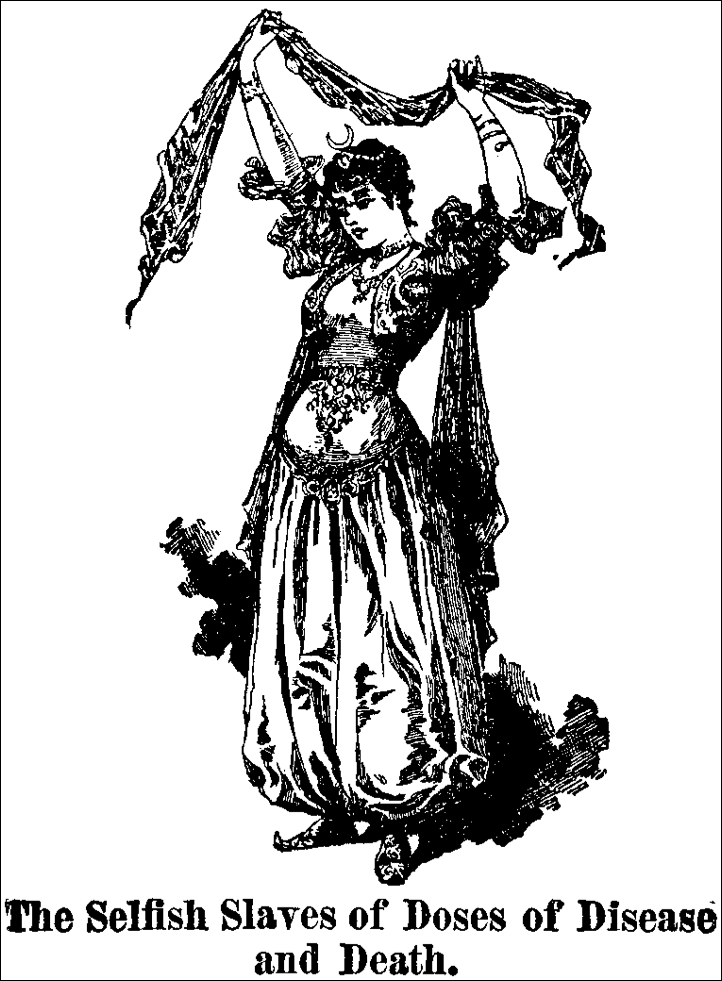 The Selfish Slaves of Doses of Disease
and Death.